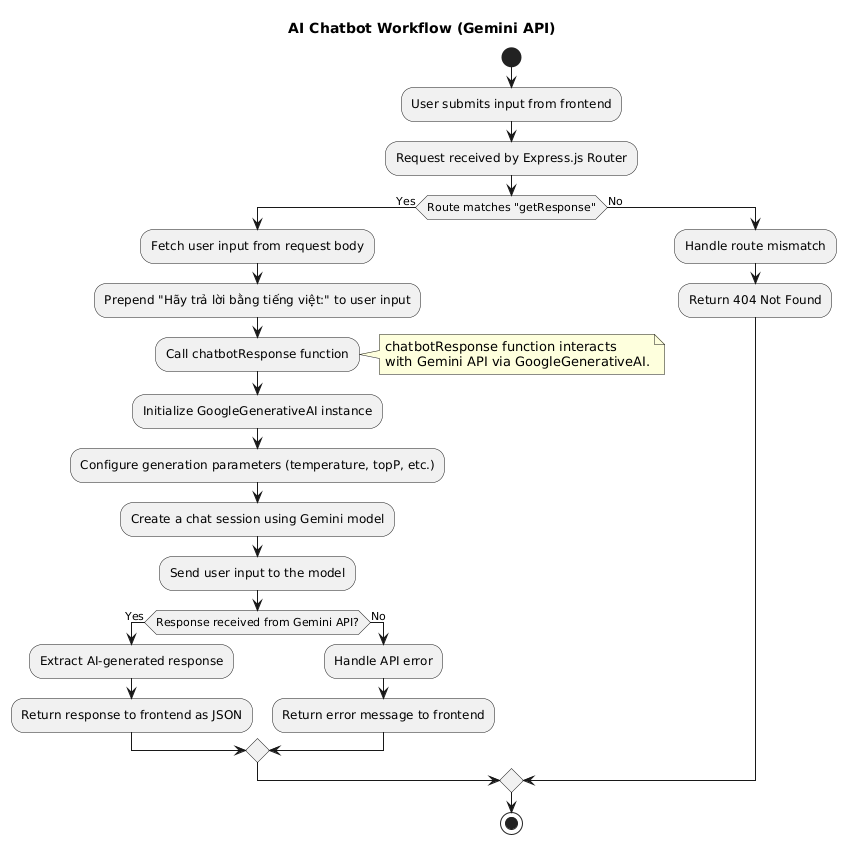 AI Chatbot Workflow (Gemini API)
User submits input from frontend
Request received by Express.js Router
Route matches "getResponse"
Yes
No
Fetch user input from request body
Prepend "Hãy trả lời bằng tiếng việt:" to user input
Call chatbotResponse function
chatbotResponse function interacts
with Gemini API via GoogleGenerativeAI.
Initialize GoogleGenerativeAI instance
Configure generation parameters (temperature, topP, etc.)
Create a chat session using Gemini model
Send user input to the model
Response received from Gemini API?
Yes
No
Extract AI-generated response
Return response to frontend as JSON
Handle API error
Return error message to frontend
Handle route mismatch
Return 404 Not Found